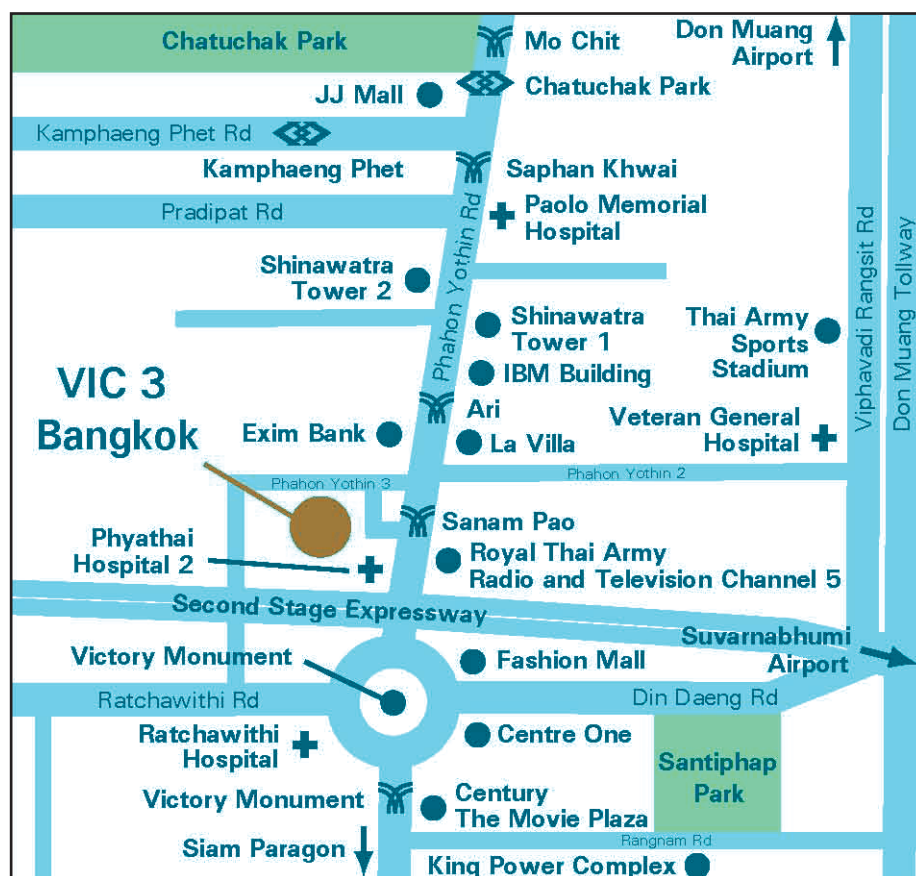 Chatuchak Park
Mo Chit
Don Muang
Airport
JJ Mall
Chatuchak Park
Kamphaeng Phet Rd
Kamphaeng Phet
Saphan Khwai
Pradipat Rd
Paolo Memorial
Hospital
Phahon Yothin Rd
Viphavadi Rangsit Rd
Don Muang Tollway
Shinawatra
Tower 2
Shinawatra
Tower 1
Thai Army
Sports
Stadium
IBM Building
VIC 3
Bangkok
Ari
Exim Bank
La Villa
Veteran General
Hospital
Phahon Yothin 3
Phahon Yothin 2
Sanam Pao
Phyathai
Hospital 2
Royal Thai Army
Radio and Television Channel 5
Second Stage Expressway
Suvarnabhumi
Airport
Victory Monument
Fashion Mall
Ratchawithi Rd
Din Daeng Rd
Ratchawithi
Hospital
Centre One
Santiphap
Park
Victory Monument
Century
The Movie Plaza
Siam Paragon
Rangnam Rd
King Power Complex